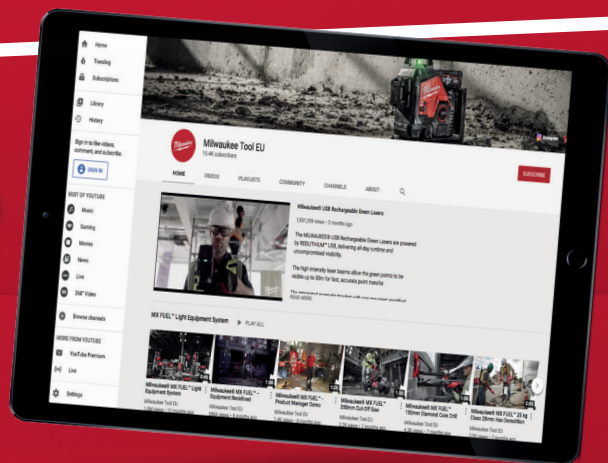 Home
Trending
Subscriptions
Library
History
Sign in to like videos,
comment, and subscribe.
SIGN IN
BEST OF YOUTUBE
Music
Gaming
Movies
News
Live
360° Video
Browse channels
MORE FROM YOUTUBE
YouTube Premium
Live
Settings
Milwaukee
Milwaukee Tool EU
16.4K subscribers
SUBSCRIBE
HOME
VIDEOS
PLAYLISTS
COMMUNITY
CHANNELS
ABOUT
Milwaukee® USB Rechargeable Green Lasers
views • 2 months ago
The MILWAUKEE® USB Rechargeable Green Lasers are powered
by REDLITHIUM™ USB, delivering all-day runtime and
uncompromised visibility.
The high intensity laser beams allow the green points to be
visible up to 30m for fast, accurate point transfer.
READ MORE
MX FUEL™ Light Equipment System
PLAY ALL
Milwaukee® MX FUEL™ Light
Equipment System
Milwaukee Tool EU
Milwaukee® MX FUEL™ –
Equipment Redefined
Milwaukee Tool EU
Milwaukee® MX FUEL™ -
Product Manager Demo
Milwaukee Tool EU
Milwaukee® MX FUEL™
350mm Cut-Off Saw
Milwaukee Tool EU
Milwaukee® MX FUEL™
150mm Diamond Core Drill
Milwaukee Tool EU
Milwaukee® MX FUEL™ 25 kg
Class 28mm Hex Demolition
Milwaukee Tool EU